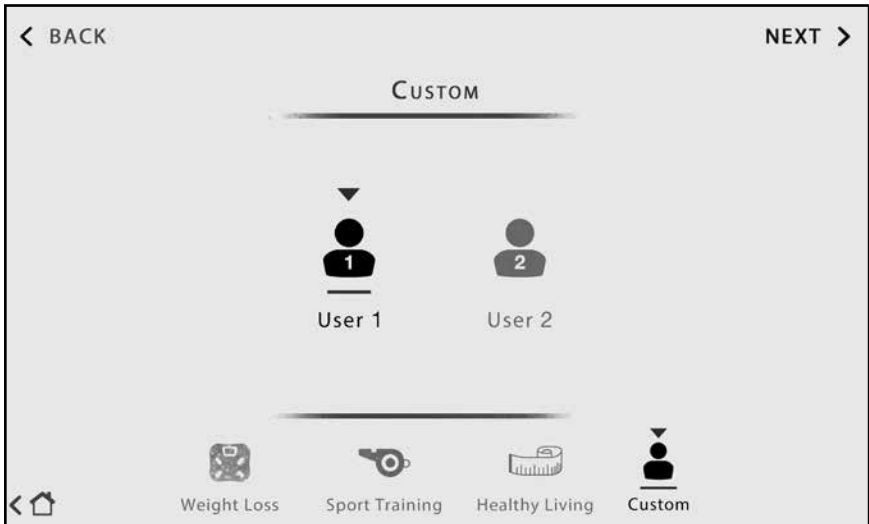 BACK
NEXT
CUSTOM
1
2
User 1
User 2
Weight Loss
Sport Training
Healthy Living
Custom